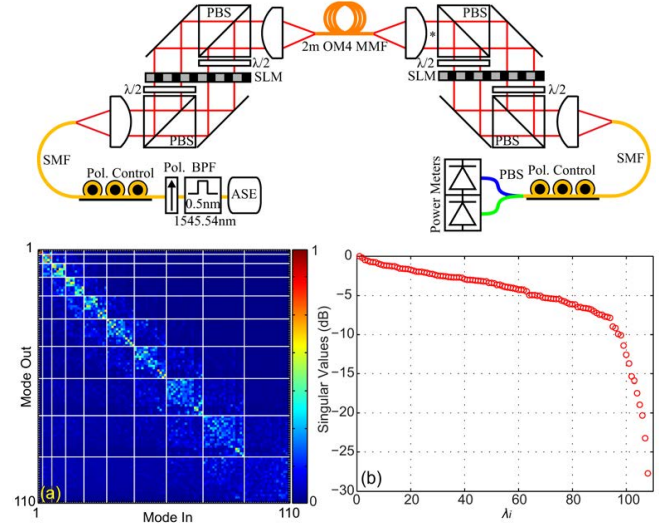 PBS
2m OM4 MMF
*
PBS
λ/2
SLM
λ/2
PBS
λ/2
SLM
λ/2
PBS
SMF
Pol. Control
Pol.
BPF
0.5nm
1545.54nm
ASE
Power Meters
PBS
Pol. Control
SMF
1
Mode Out
110
1
Mode In
110
(a)
1
0
0
-5
-10
-15
-20
-25
-30
Singular Values (dB)
0
20
40
60
80
100
λi
(b)